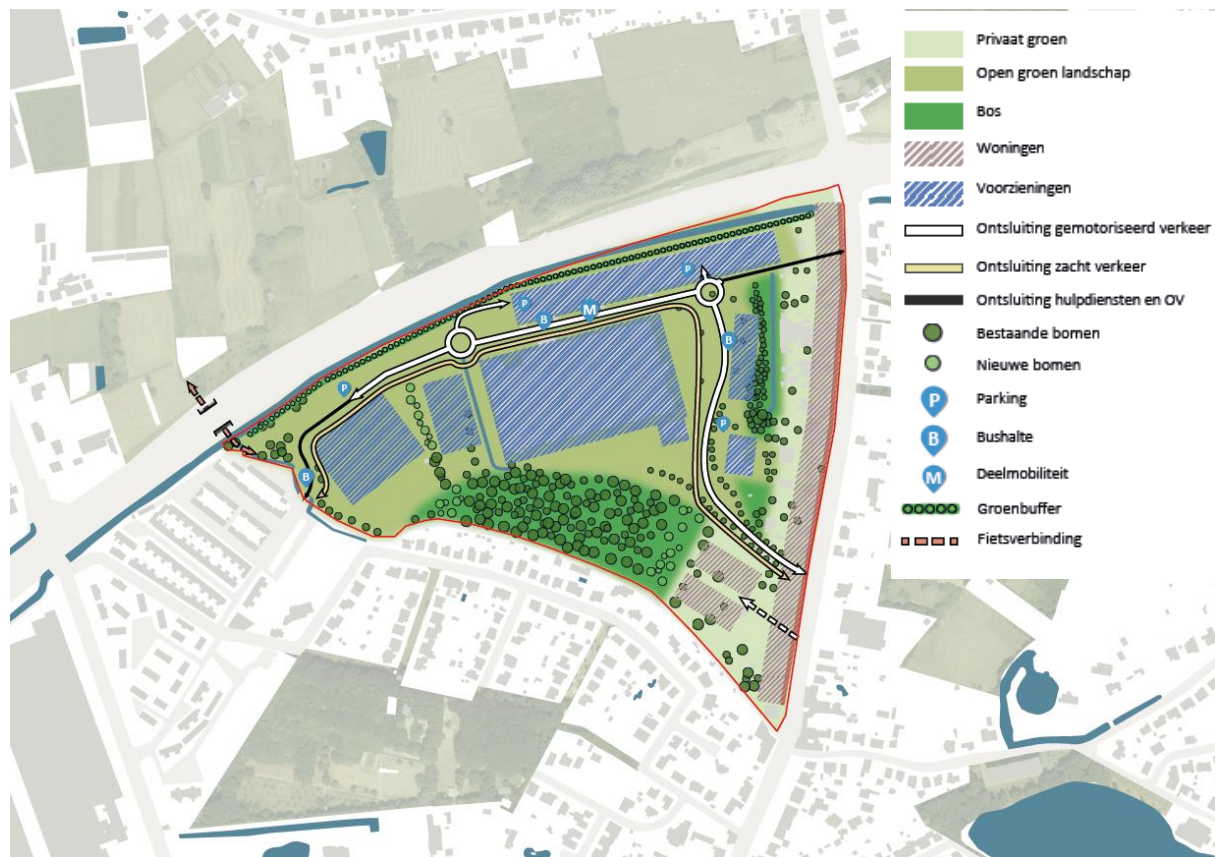 Privaat groen
Open groen landschap
Bos
Woningen
Voorzieningen
Ontsluiting gemotoriseerd verkeer
Ontsluiting zacht verkeer
Ontsluiting hulpdiensten en OV
Bestaande bomen
Nieuwe bomen
P Parking
B Bushalte
M Deelmobiliteit
Groenbuffer
Fietsverbinding
P
P
B
M
B
P
P
B